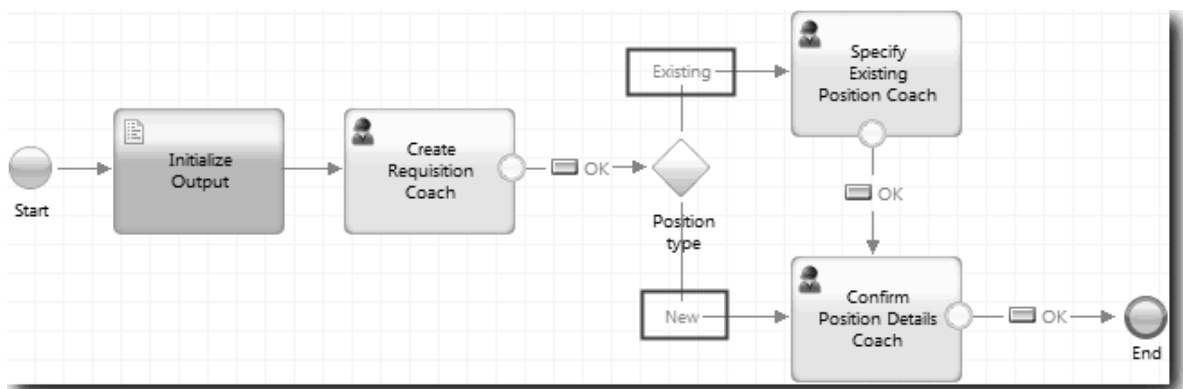 Start
Initialize
Output
Create
Requisition
Coach
OK
Position
type
Existing
Specify
Existing
Position Coach
OK
New
Confirm
Position Details
Coach
OK
End